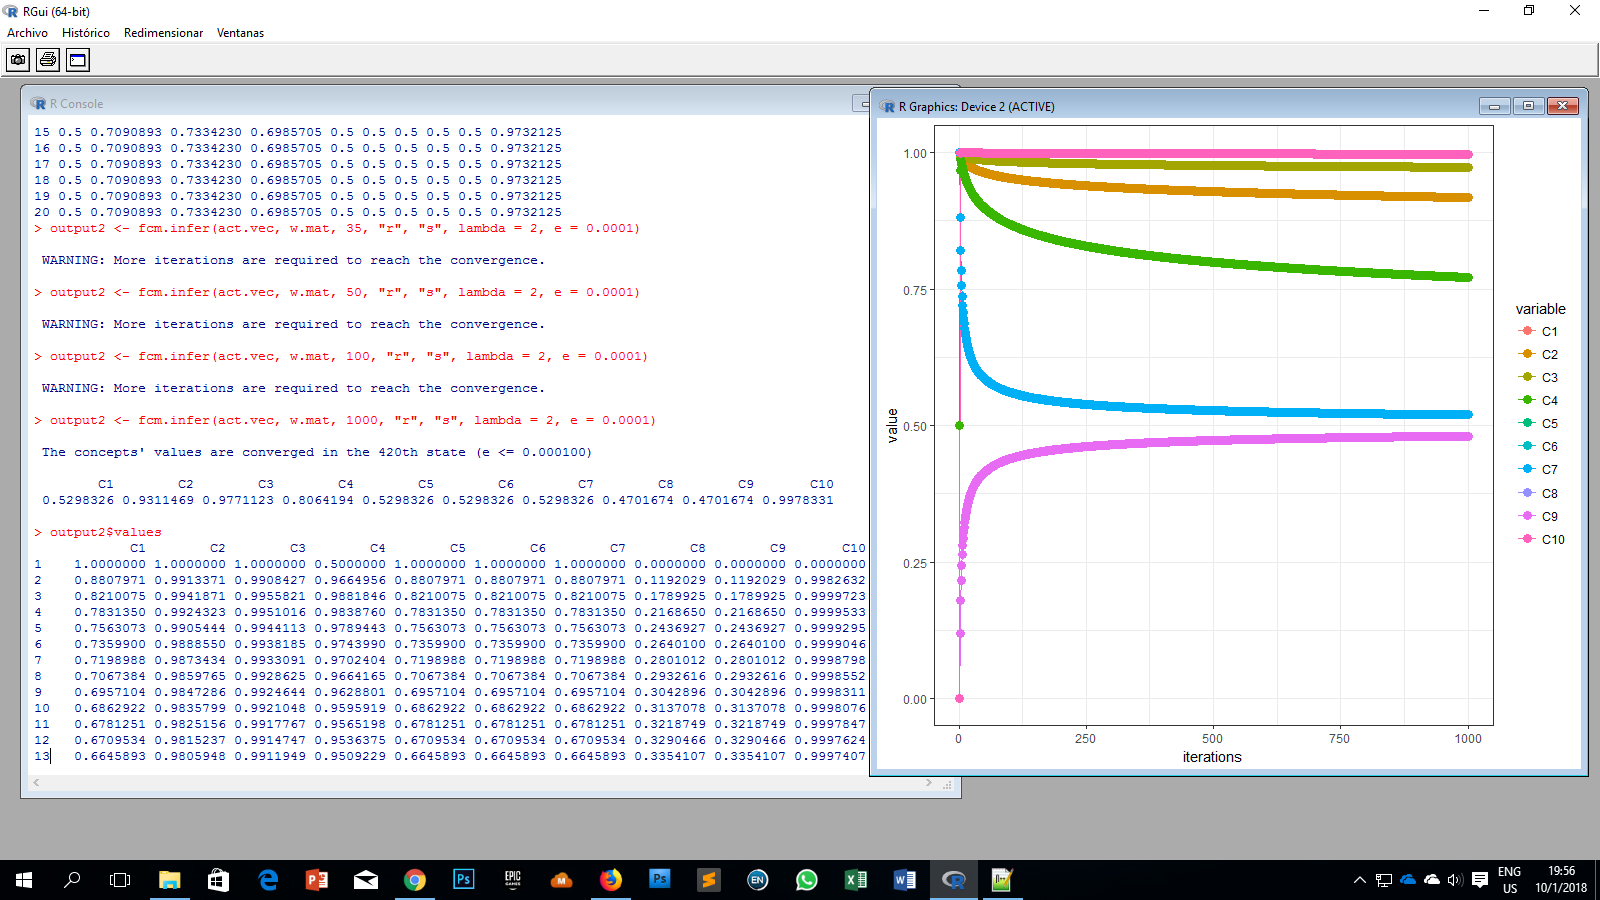 RGui (64-bit)
Archivo Histórico Redimensionar Ventanas
R Console
15 0.5 0.7090893 0.7334230 0.6985705 0.5 0.5 0.5 0.5 0.5 0.9732125
16 0.5 0.7090893 0.7334230 0.6985705 0.5 0.5 0.5 0.5 0.5 0.9732125
17 0.5 0.7090893 0.7334230 0.6985705 0.5 0.5 0.5 0.5 0.5 0.9732125
18 0.5 0.7090893 0.7334230 0.6985705 0.5 0.5 0.5 0.5 0.5 0.9732125
19 0.5 0.7090893 0.7334230 0.6985705 0.5 0.5 0.5 0.5 0.5 0.9732125
20 0.5 0.7090893 0.7334230 0.6985705 0.5 0.5 0.5 0.5 0.5 0.9732125
> output2 <- fcm.infer(act.vec, w.mat, 35, "r", "s", lambda = 2, e = 0.0001)
WARNING: More iterations are required to reach the convergence.
> output2 <- fcm.infer(act.vec, w.mat, 50, "r", "s", lambda = 2, e = 0.0001)
WARNING: More iterations are required to reach the convergence.
> output2 <- fcm.infer(act.vec, w.mat, 100, "r", "s", lambda = 2, e = 0.0001)
WARNING: More iterations are required to reach the convergence.
> output2 <- fcm.infer(act.vec, w.mat, 1000, "r", "s", lambda = 2, e = 0.0001)
The concepts' values are converged in the 420th state (e <= 0.000100)
C1 C2 C3 C4 C5 C6 C7 C8 C9 C10
0.5298326 0.9311469 0.9771123 0.8064194 0.5298326 0.5298326 0.5298326 0.4701674 0.4701674 0.9978331
> output2$values
C1 C2 C3 C4 C5 C6 C7 C8 C9 C10
1 1.0000000 1.0000000 1.0000000 0.5000000 1.0000000 1.0000000 1.0000000 0.0000000 0.0000000 0.0000000
2 0.8807971 0.9913371 0.9908427 0.9664956 0.8807971 0.8807971 0.8807971 0.1192029 0.1192029 0.9982632
3 0.8210075 0.9941871 0.9955821 0.9881846 0.8210075 0.8210075 0.8210075 0.1789925 0.1789925 0.9999723
4 0.7831350 0.9924323 0.9951016 0.9838760 0.7831350 0.7831350 0.7831350 0.2168650 0.2168650 0.9999533
5 0.7563073 0.9905444 0.9944113 0.9789443 0.7563073 0.7563073 0.7563073 0.2436927 0.2436927 0.9999295
6 0.7359900 0.9888550 0.9938185 0.9743990 0.7359900 0.7359900 0.7359900 0.2640100 0.2640100 0.9999046
7 0.7198988 0.9873434 0.9933091 0.9702404 0.7198988 0.7198988 0.7198988 0.2801012 0.2801012 0.9998798
8 0.7067384 0.9859765 0.9928625 0.9664165 0.7067384 0.7067384 0.7067384 0.2932616 0.2932616 0.9998552
9 0.6957104 0.9847286 0.9924644 0.9628801 0.6957104 0.6957104 0.6957104 0.3042896 0.3042896 0.9998311
10 0.6862922 0.9835799 0.9921048 0.9595919 0.6862922 0.6862922 0.6862922 0.3137078 0.3137078 0.9998076
11 0.6781251 0.9825156 0.9917767 0.9565198 0.6781251 0.6781251 0.6781251 0.3218749 0.3218749 0.9997847
12 0.6709534 0.9815237 0.9914747 0.9536375 0.6709534 0.6709534 0.6709534 0.3290466 0.3290466 0.9997624
13 0.6645893 0.9805948 0.9911949 0.9509229 0.6645893 0.6645893 0.6645893 0.3354107 0.3354107 0.9997407
R Graphics: Device 2 (ACTIVE)
1.00
0.75
0.50
0.25
0.00
value
0 250 500 750 1000
iterations
variable
C1
C2
C3
C4
C5
C6
C7
C8
C9
C10
EPIC
GAMES
EN
ENG
US
19:56
10/1/2018